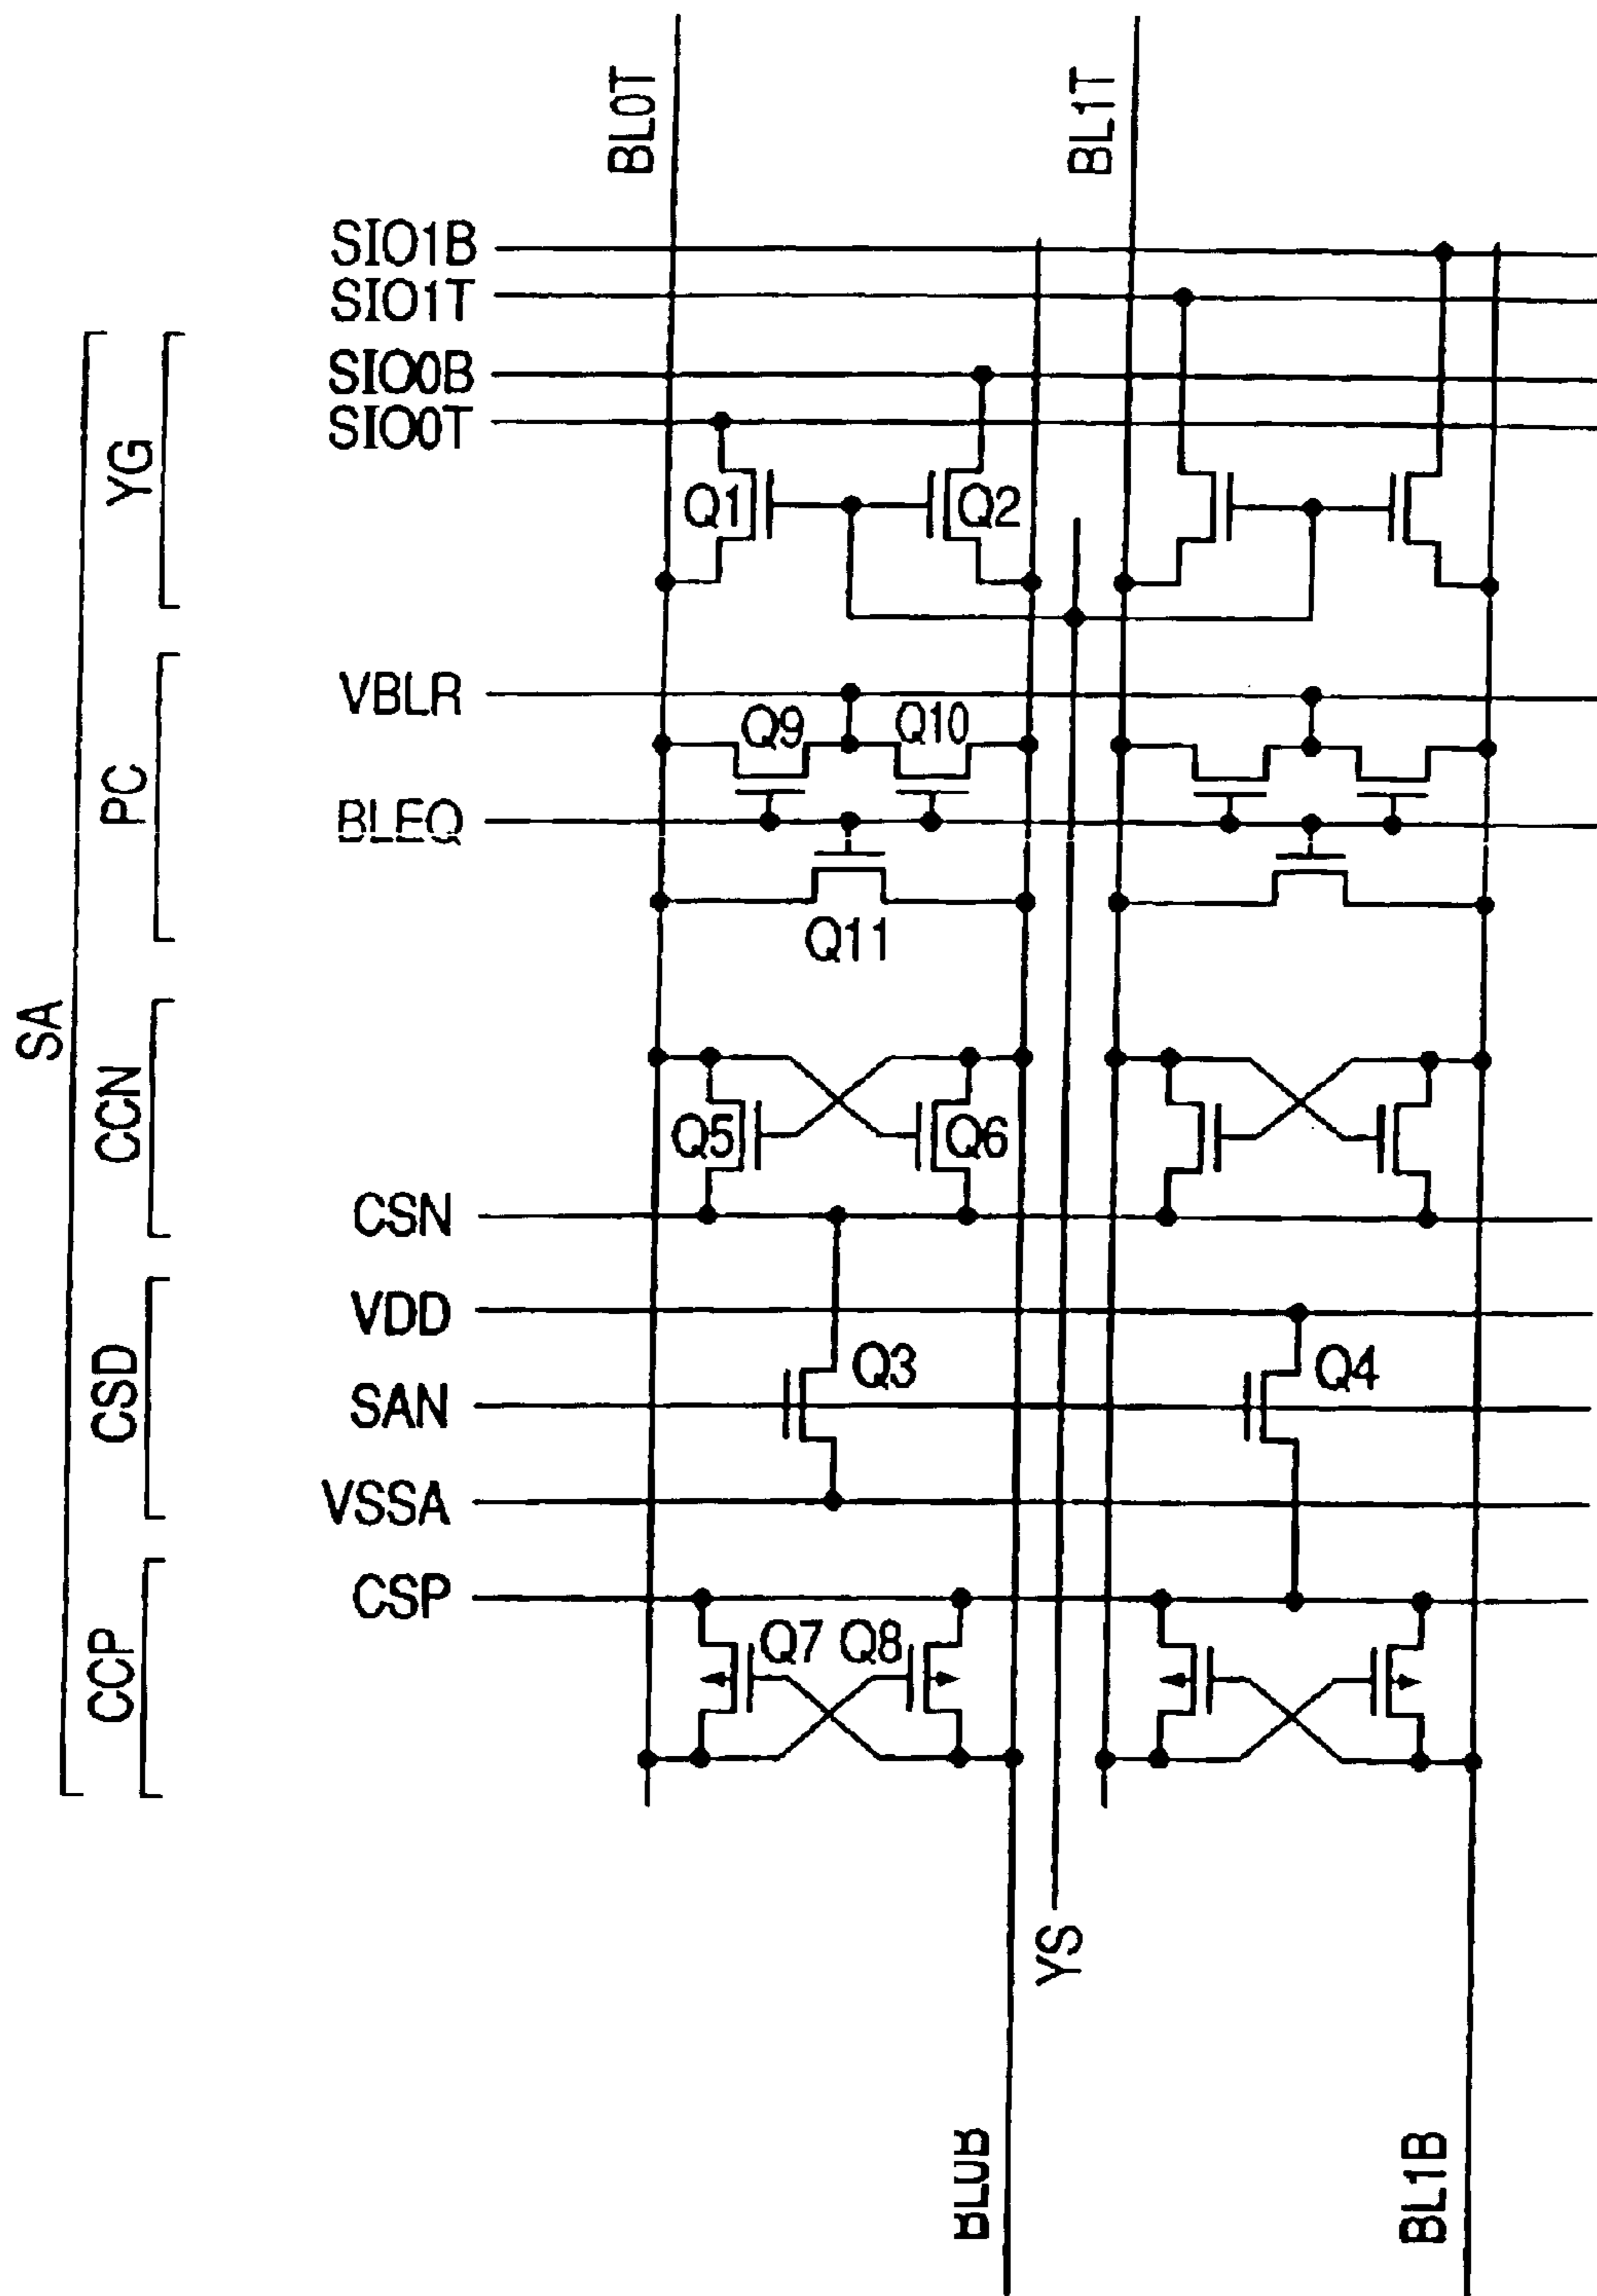 BL0T
BL1T
SIO1B
SIO1T
SIO0B
SIO0T
YG
Q1
Q2
VBLR
Q9
Q10
PC
BLEQ
Q11
SA
CCN
Q5
Q6
CSN
VDD
CSD
Q3
Q4
SAN
VSSA
CSP
CCP
Q7
Q8
YS
BL0B
BL1B